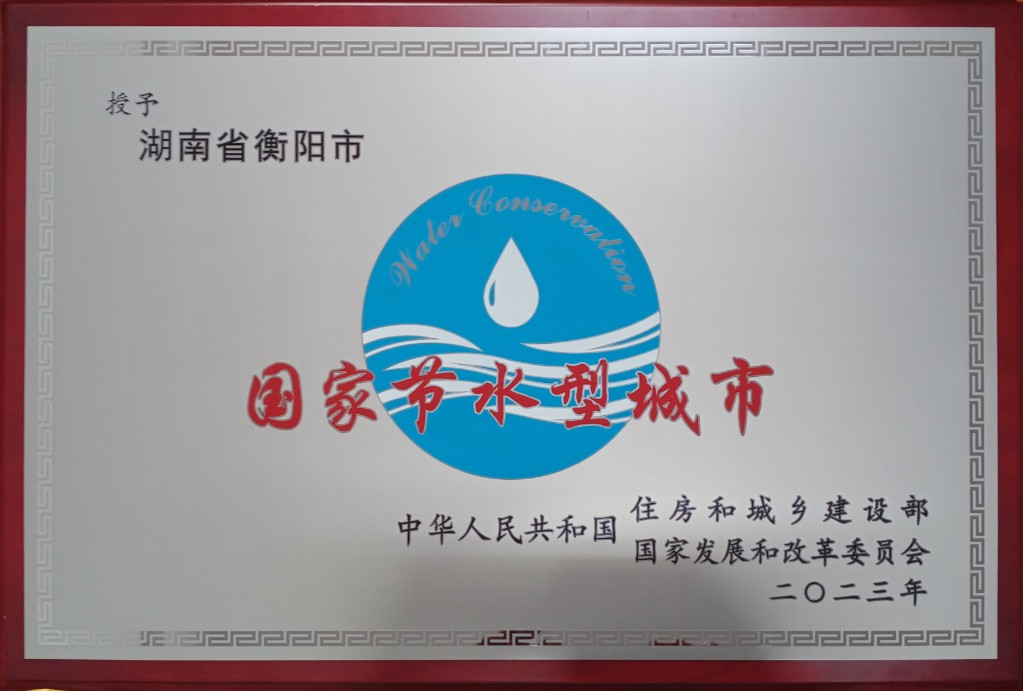 授予
湖南省衡阳市
Water Conservation
国家节水型城市
中华人民共和国
住房和城乡建设部
国家发展和改革委员会
二〇二三年